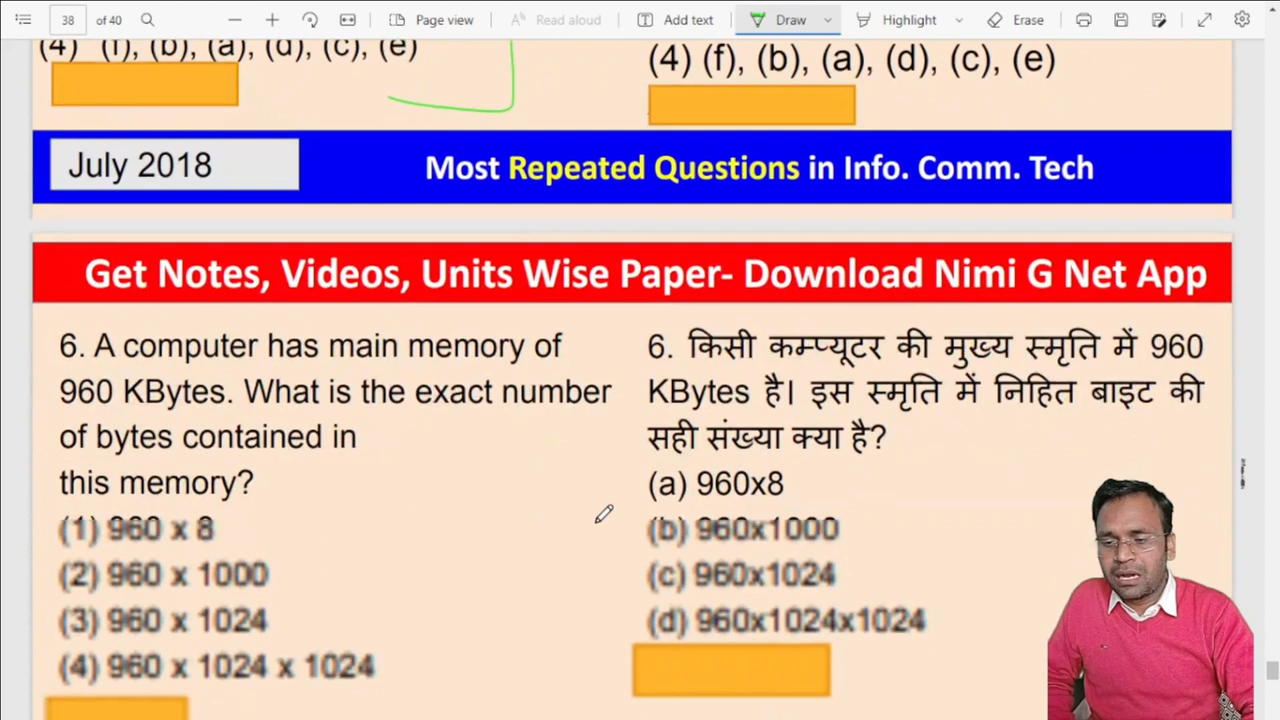 38 of 40 Page view Read aloud Add text Draw Highlight Erase
(4) (f), (b), (a), (d), (c), (e)
(4) (f), (b), (a), (d), (c), (e)
July 2018
Most Repeated Questions in Info. Comm. Tech
Get Notes, Videos, Units Wise Paper- Download Nimi G Net App
6. A computer has main memory of
960 KBytes. What is the exact number
of bytes contained in
this memory?
(1) 960 x 8
(2) 960 x 1000
(3) 960 x 1024
(4) 960 x 1024 x 1024
6. किसी कम्प्यूटर की मुख्य स्मृति में 960
KBytes है। इस स्मृति में निहित बाइट की
सही संख्या क्या है?
(a) 960x8
(b) 960x1000
(c) 960x1024
(d) 960x1024x1024